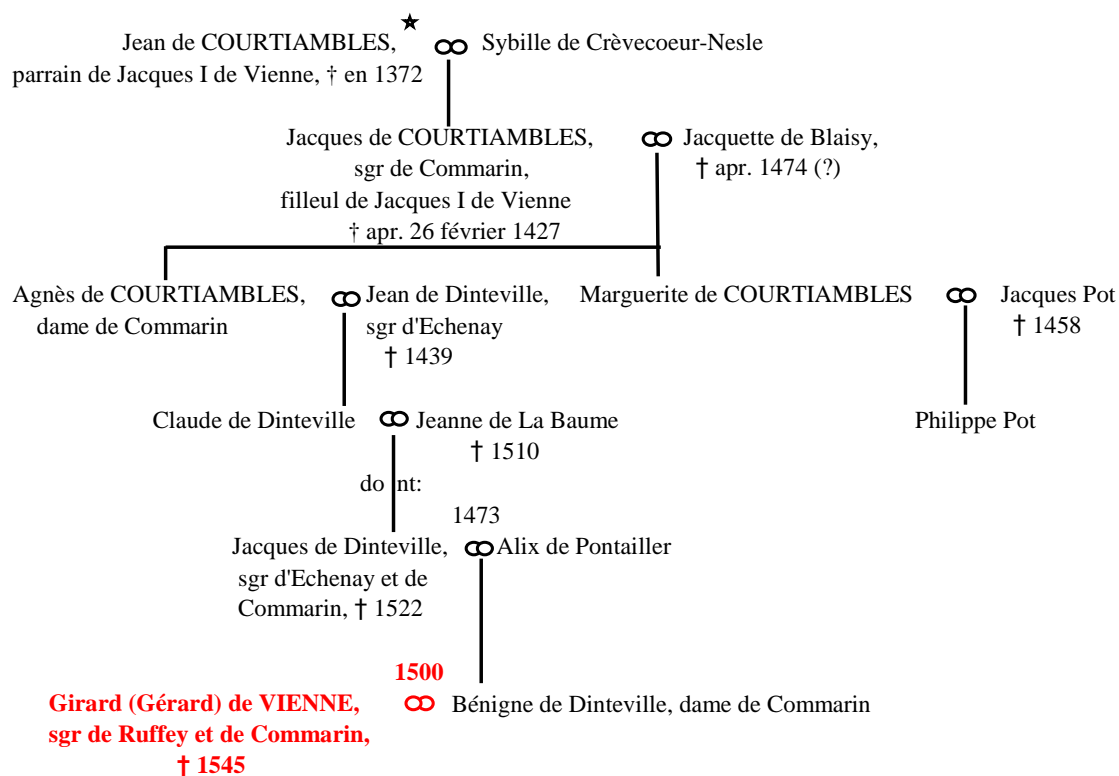 Jean de COURTIAMBLES, Sybille de Crèvecoeur-Nesle
parrain de Jacques I de Vienne, † en 1372
Jacques de COURTIAMBLES, Jacquette de Blaisy,
sgr de Commarin, † apr. 1474 (?)
filleul de Jacques I de Vienne
† apr. 26 février 1427
Agnès de COURTIAMBLES, Jean de Dinteville, Marguerite de COURTIAMBLES Jacques Pot
dame de Commarin sgr d'Echenay † 1458
† 1439
Claude de Dinteville Jeanne de La Baume Philippe Pot
† 1510
dont:
1473
Jacques de Dinteville, Alix de Pontailler
sgr d'Echenay et de
Commarin, † 1522
1500
Girard (Gérard) de VIENNE, Bénigne de Dinteville, dame de Commarin
sgr de Ruffey et de Commarin,
† 1545